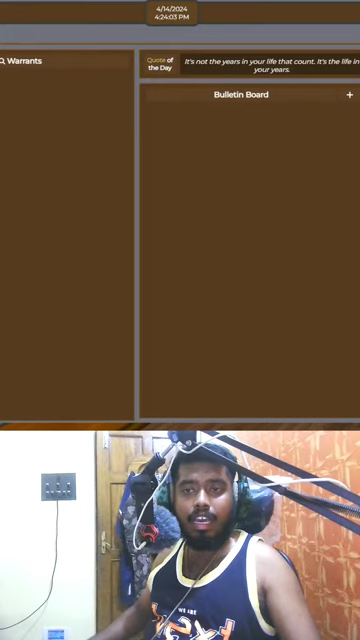 4/14/2024
4:24:03 PM
Warrants
Quote of
the Day
It's not the years in your life that count. It's the life in
your years.
Bulletin Board
+
WE ARE